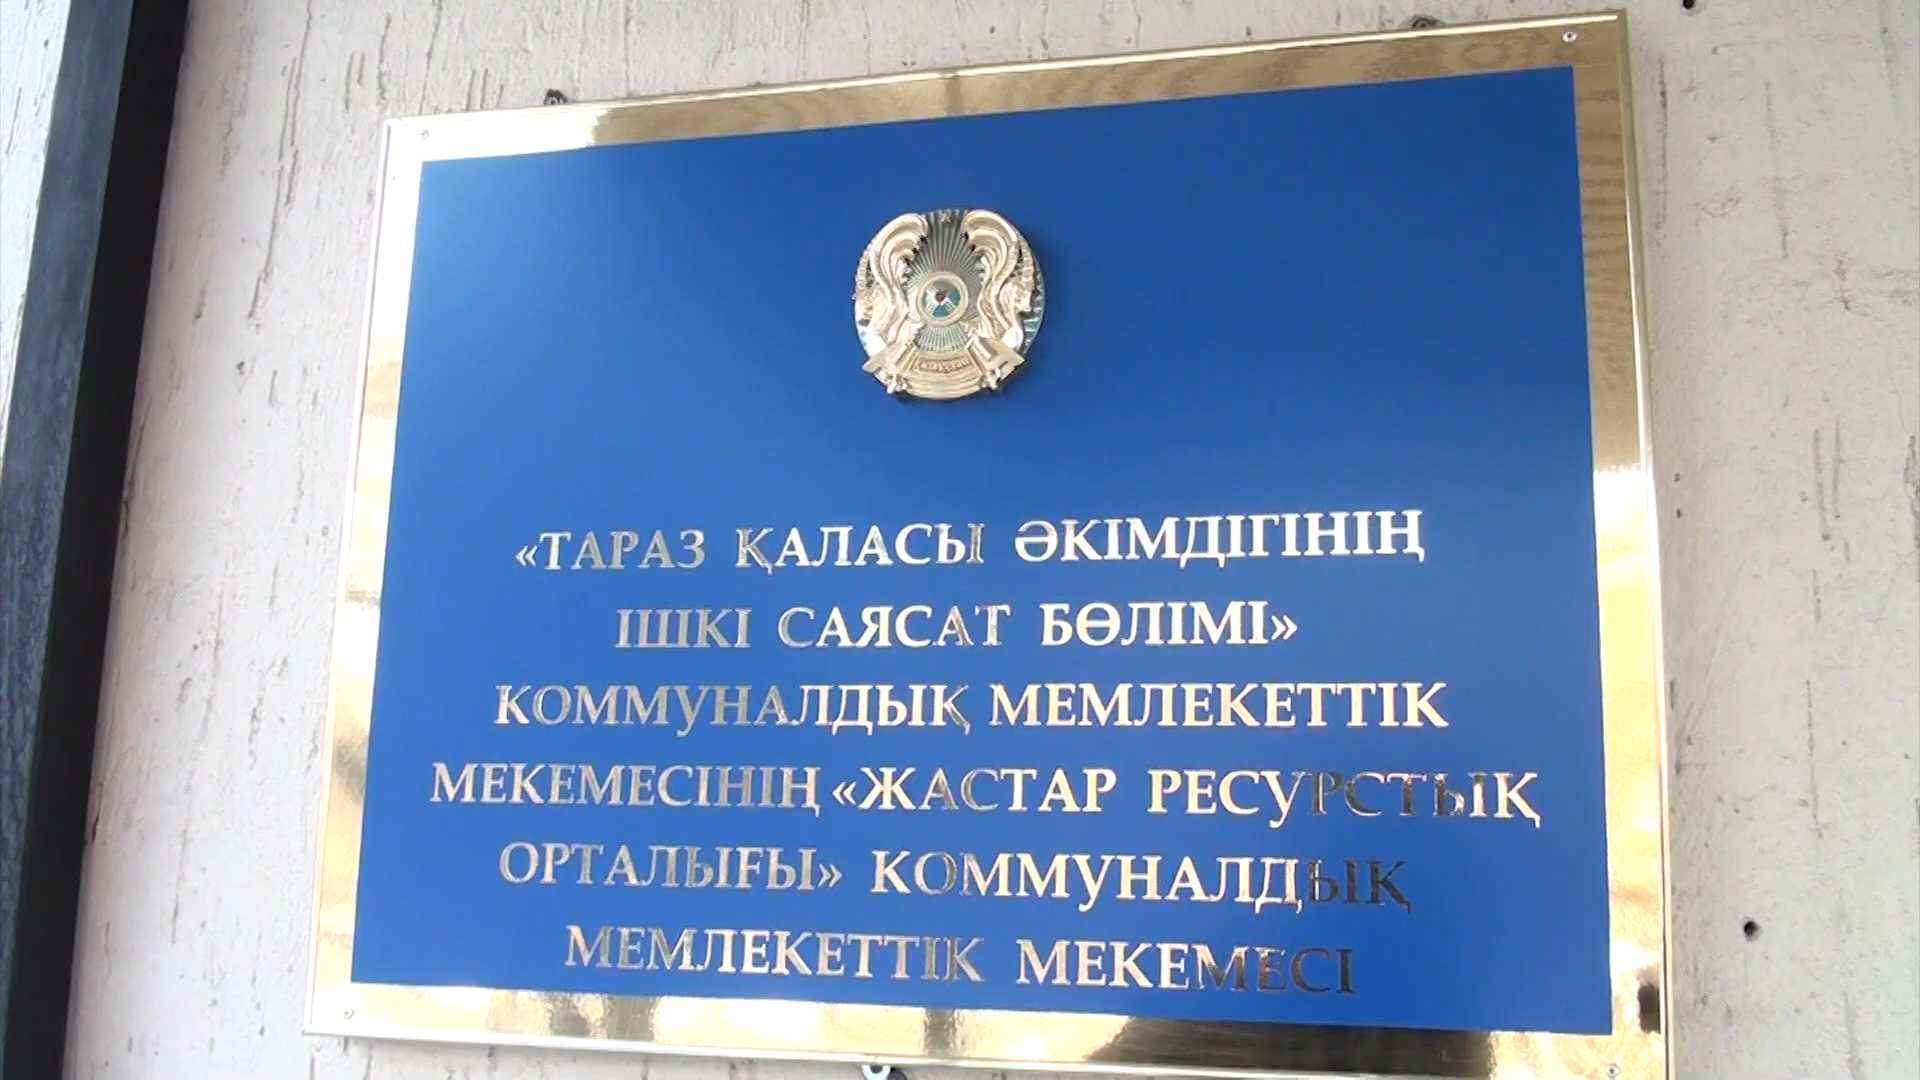 «ТАРАЗ ҚАЛАСЫ ӘКІМДІГІНІҢ
ІШКІ САЯСАТ БӨЛІМІ»
КОММУНАЛДЫҚ МЕМЛЕКЕТТІК
МЕКЕМЕСІНІҢ «ЖАСТАР РЕСУРСТЫҚ
ОРТАЛЫҒЫ» КОММУНАЛДЫҚ
МЕМЛЕКЕТТІК МЕКЕМЕСІ